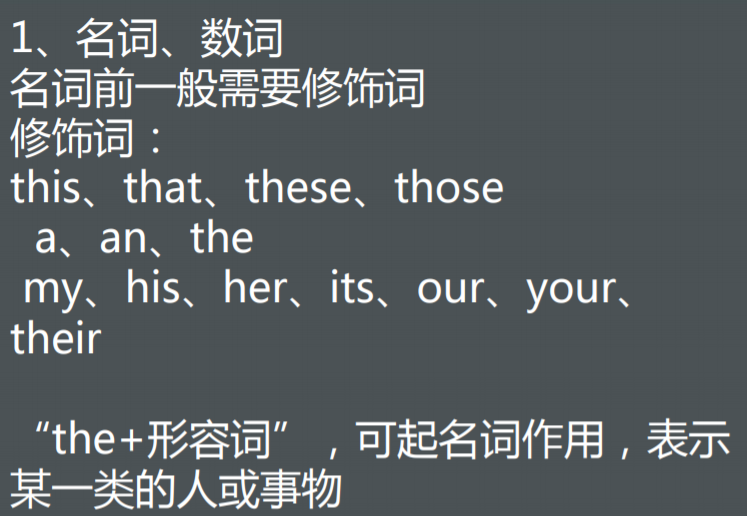 1、名词、数词
名词前一般需要修饰词
修饰词：
this、that、these、those
a、an、the
my、his、her、its、our、your、
their
“the+形容词”，可起名词作用，表示
某一类的人或事物